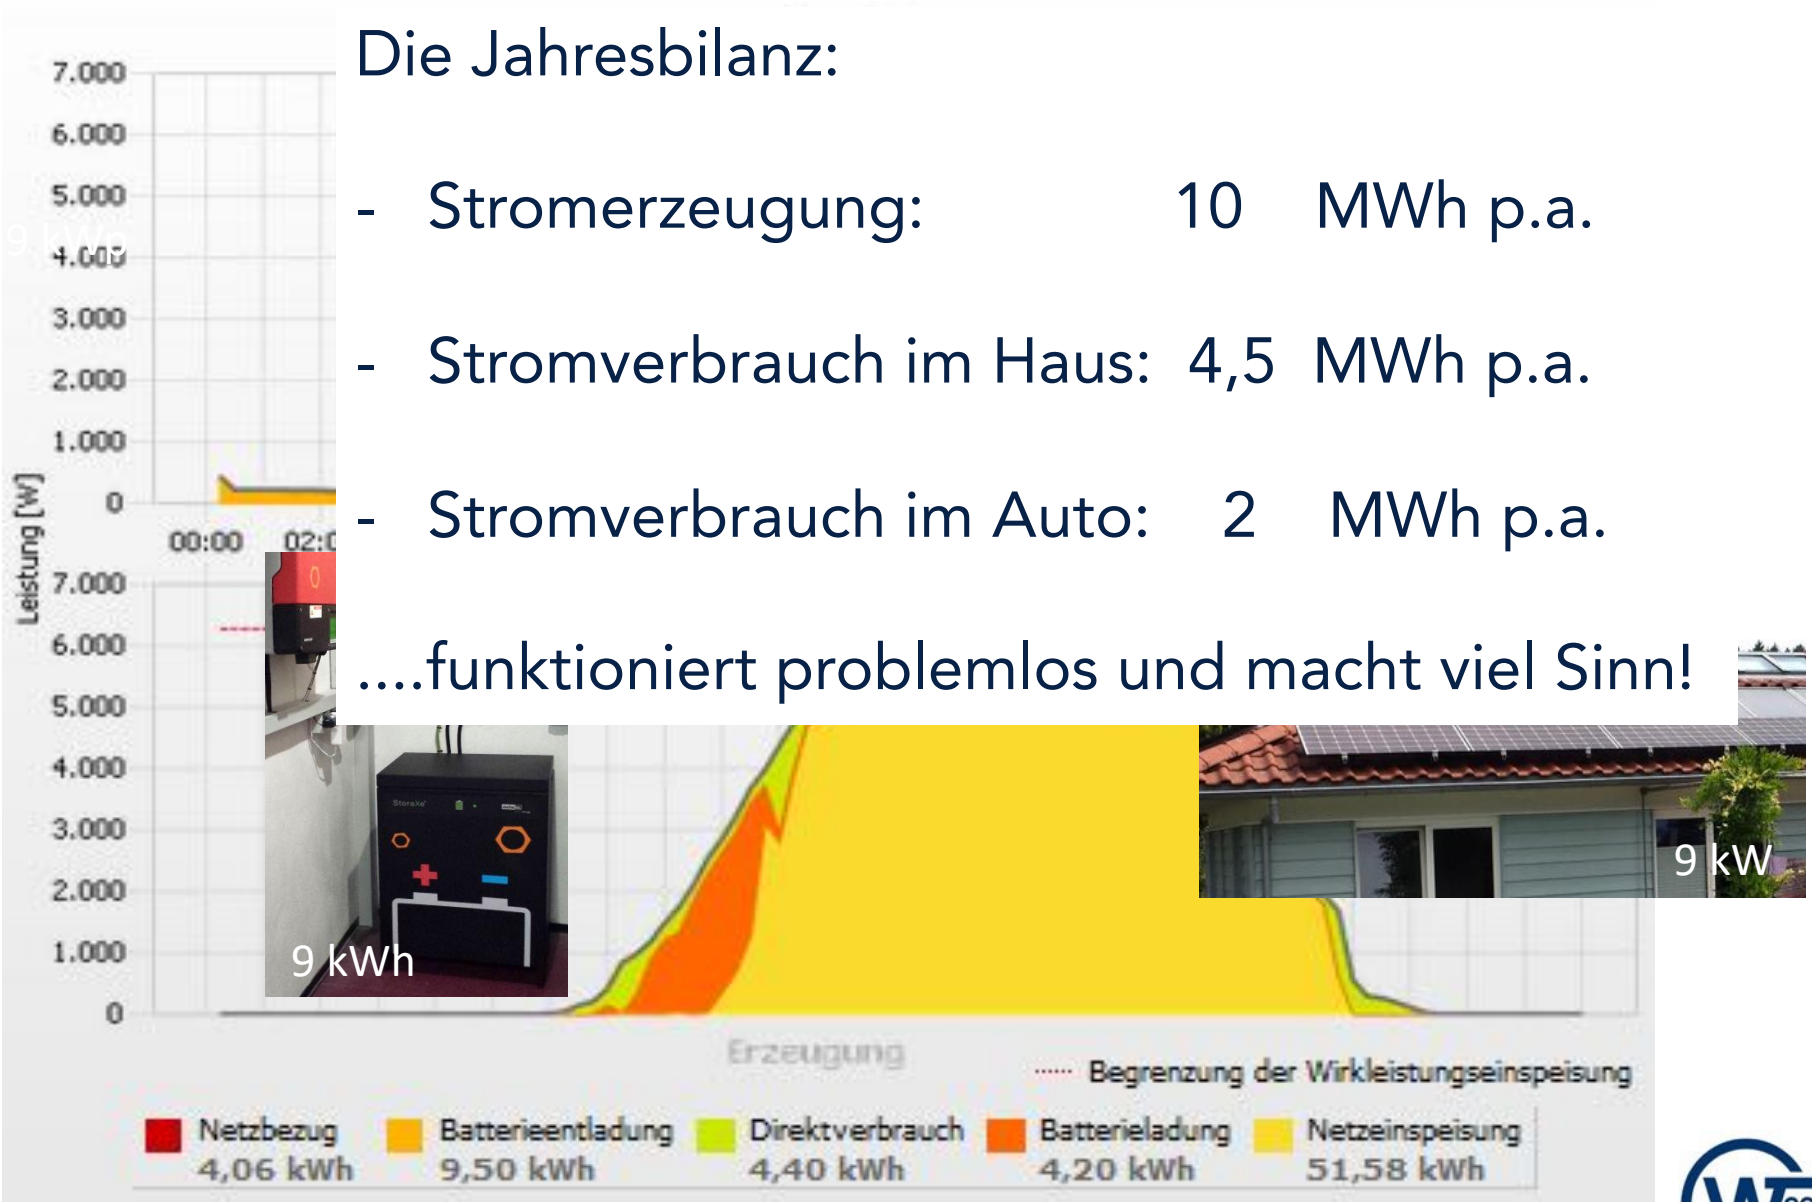 Die Jahresbilanz:
- Stromerzeugung: 10 MWh p.a.
- Stromverbrauch im Haus: 4,5 MWh p.a.
- Stromverbrauch im Auto: 2 MWh p.a.
....funktioniert problemlos und macht viel Sinn!
7.000
6.000
5.000
9 kWp
4.000
3.000
2.000
1.000
0
00:00
Leistung [W]
7.000
6.000
5.000
4.000
3.000
2.000
1.000
0
StoraXe
9 kWh
9 kW
Erzeugung
Begrenzung der Wirkleistungseinspeisung
Netzbezug Batterieentladung Direktverbrauch Batterieladung Netzeinspeisung
4,06 kWh 9,50 kWh 4,40 kWh 4,20 kWh 51,58 kWh